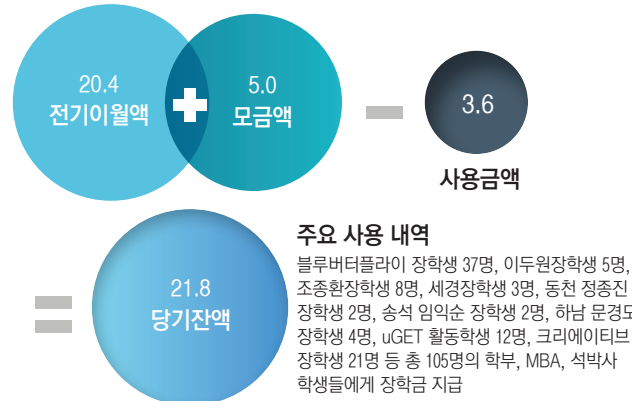 20.4
전기이월액
5.0
모금액
3.6
사용금액
21.8
당기잔액
주요 사용 내역
블루버터플라이 장학생 37명, 이두원장학생 5명,
조종환장학생 8명, 세경장학생 3명, 동천 정종진
장학생 2명, 송석 임익순 장학생 2명, 하남 문경도
장학생 4명, uGET 활동학생 12명, 크리에이티브
장학생 21명 등 총 105명의 학부, MBA, 석박사
학생들에게 장학금 지급